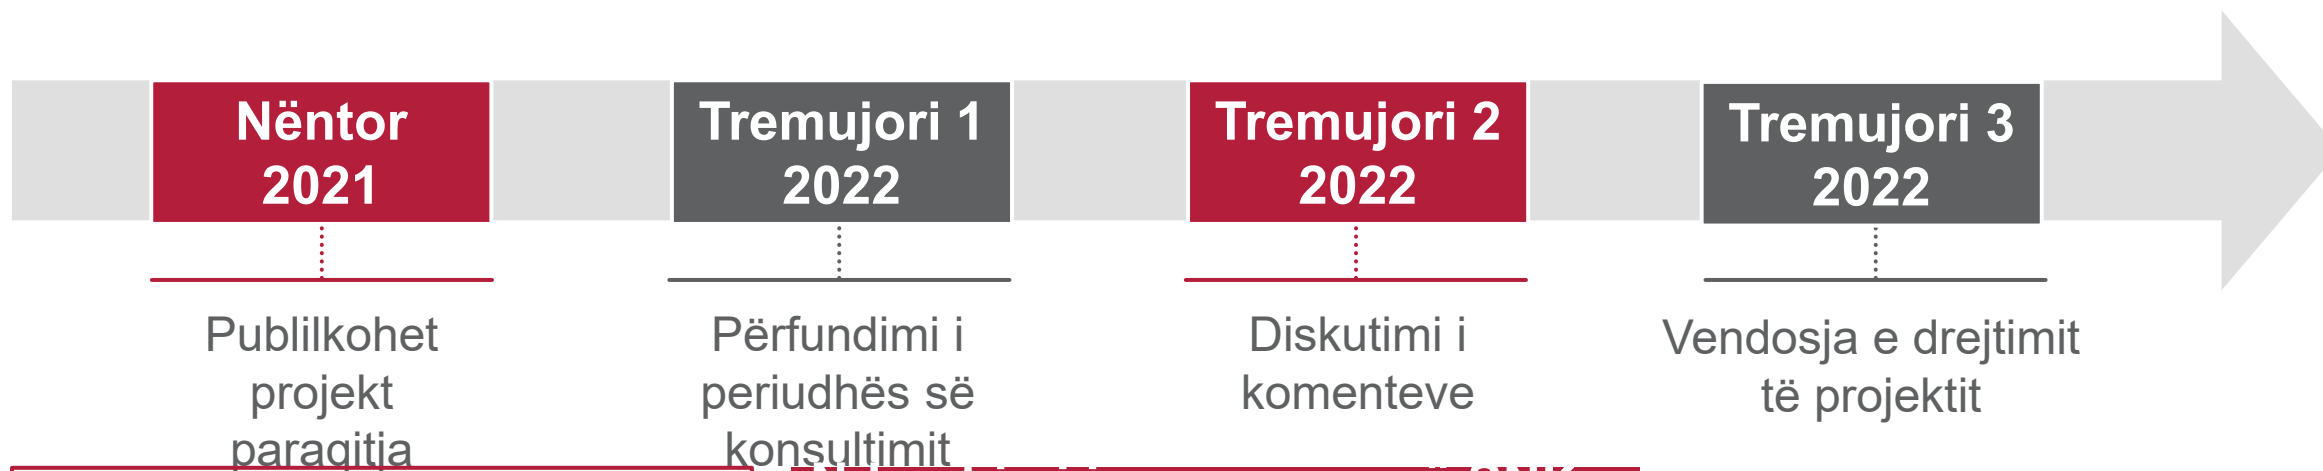 Nëntor
2021
Tremujori 1
2022
Tremujori 2
2022
Tremujori 3
2022
Publilkohet
projekt
paraqitja
Përfundimi i
periudhës së
konsultimit
Diskutimi i
komenteve
Vendosja e drejtimit
të projektit